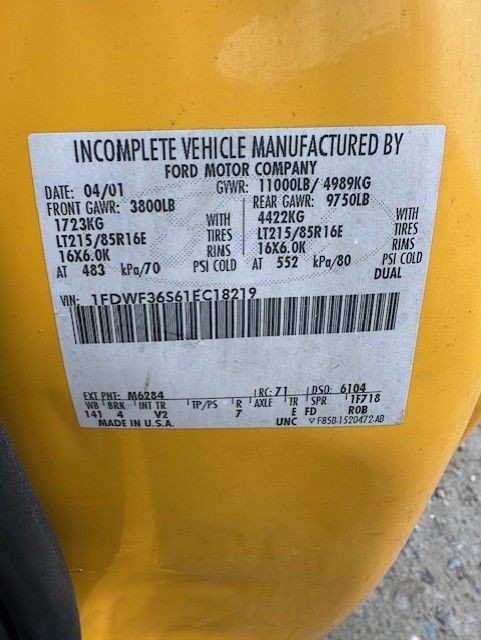 INCOMPLETE VEHICLE MANUFACTURED BY
FORD MOTOR COMPANY
DATE: 04/01 GVWR: 11000LB/ 4989KG
FRONT GAWR: 3800LB REAR GAWR: 9750LB
1723KG WITH 4422KG WITH
LT215/85R16E TIRES LT215/85R16E TIRES
16X6.0K RIMS 16X6.0K RIMS
AT 483 kPa/70 PSI COLD AT 552 kPa/80 PSI COLD
DUAL
VIN: 1FDWF36S61EC18219
EXT PNT: M6284 RC: 71 DSO: 6104
WB BRK INT TR TP/PS R AXLE TR SPR 1F718
141 4 V2 7 E FD ROB
MADE IN U.S.A. UNC ▽ F85B-1520472-AB